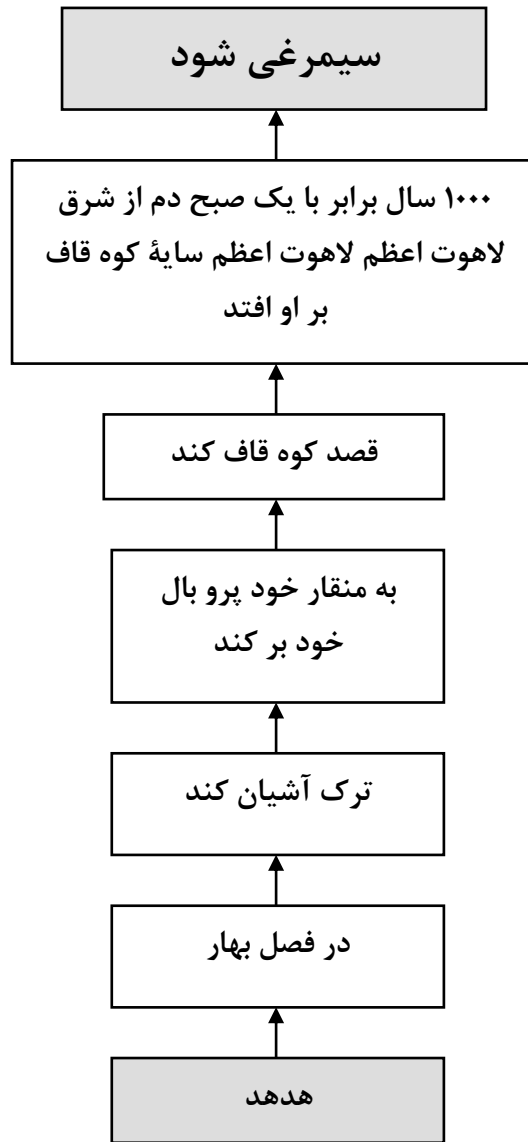 سیمرغی شود
۱۰۰۰ سال برابر با یک صبح دم از شرق
لاهوت اعظم لاهوت اعظم سایۀ کوه قاف
بر او افتد
قصد کوه قاف کند
به منقار خود پرو بال
خود بر کند
ترک آشیان کند
در فصل بهار
هدهد